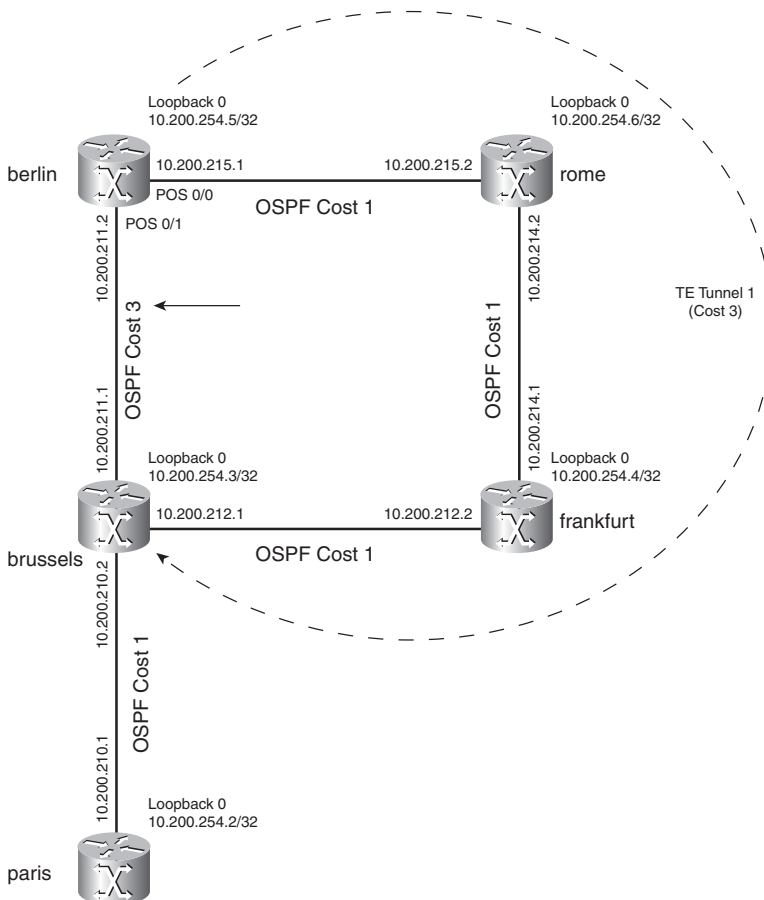 Loopback 0
10.200.254.5/32
Loopback 0
10.200.254.6/32
berlin
10.200.215.1
10.200.215.2
rome
POS 0/0
OSPF Cost 1
POS 0/1
10.200.211.2
10.200.214.2
TE Tunnel 1
(Cost 3)
OSPF Cost 3
OSPF Cost 1
10.200.211.1
10.200.214.1
Loopback 0
10.200.254.3/32
Loopback 0
10.200.254.4/32
10.200.212.1
10.200.212.2
frankfurt
brussels
OSPF Cost 1
10.200.210.2
OSPF Cost 1
10.200.210.1
Loopback 0
10.200.254.2/32
paris